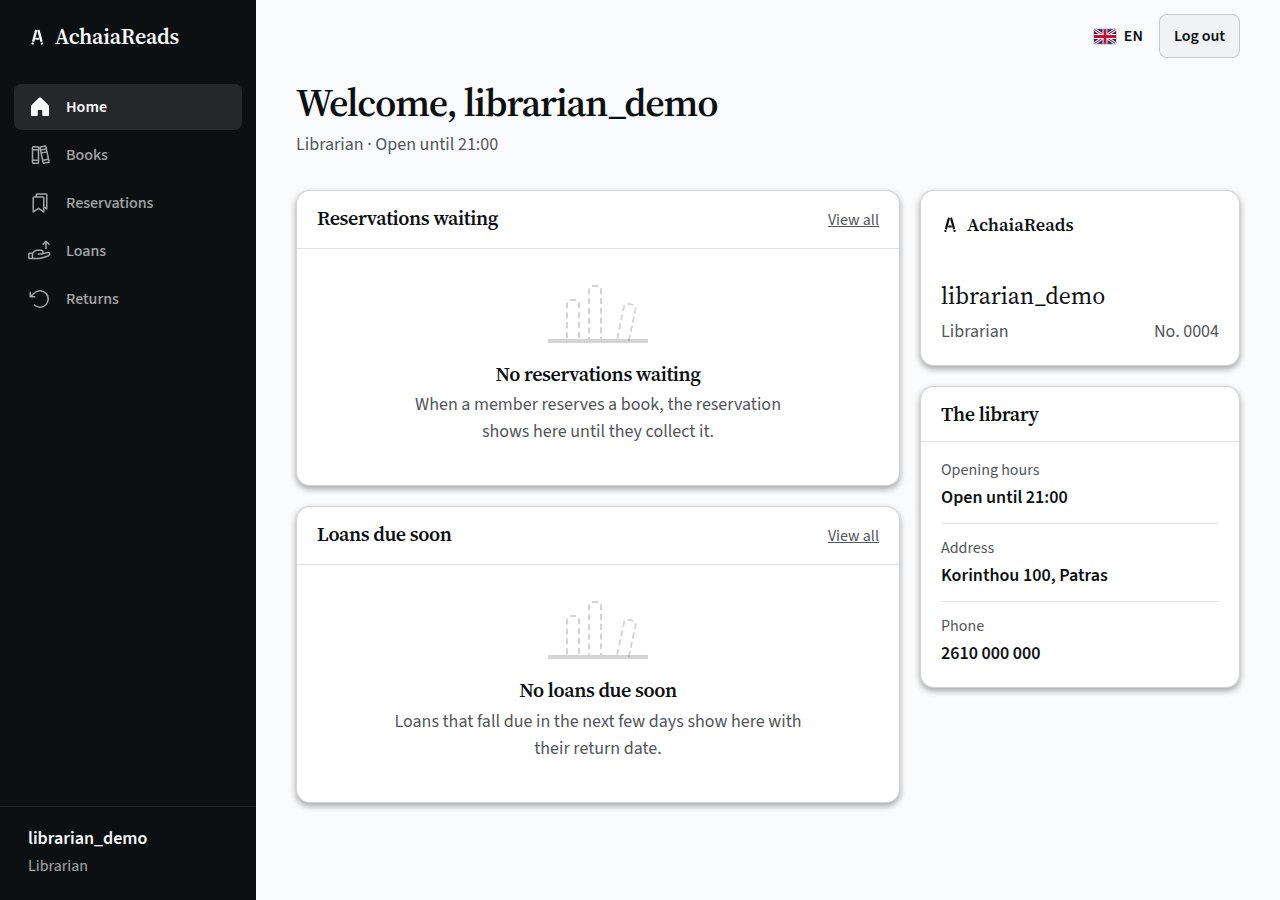 AchaiaReads
Home
Books
Reservations
Loans
Returns
librarian_demo
Librarian
EN
Log out
Welcome, librarian_demo
Librarian · Open until 21:00
Reservations waiting
View all
No reservations waiting
When a member reserves a book, the reservation
shows here until they collect it.
Loans due soon
View all
No loans due soon
Loans that fall due in the next few days show here with
their return date.
AchaiaReads
librarian_demo
Librarian
No. 0004
The library
Opening hours
Open until 21:00
Address
Korinthou 100, Patras
Phone
2610 000 000